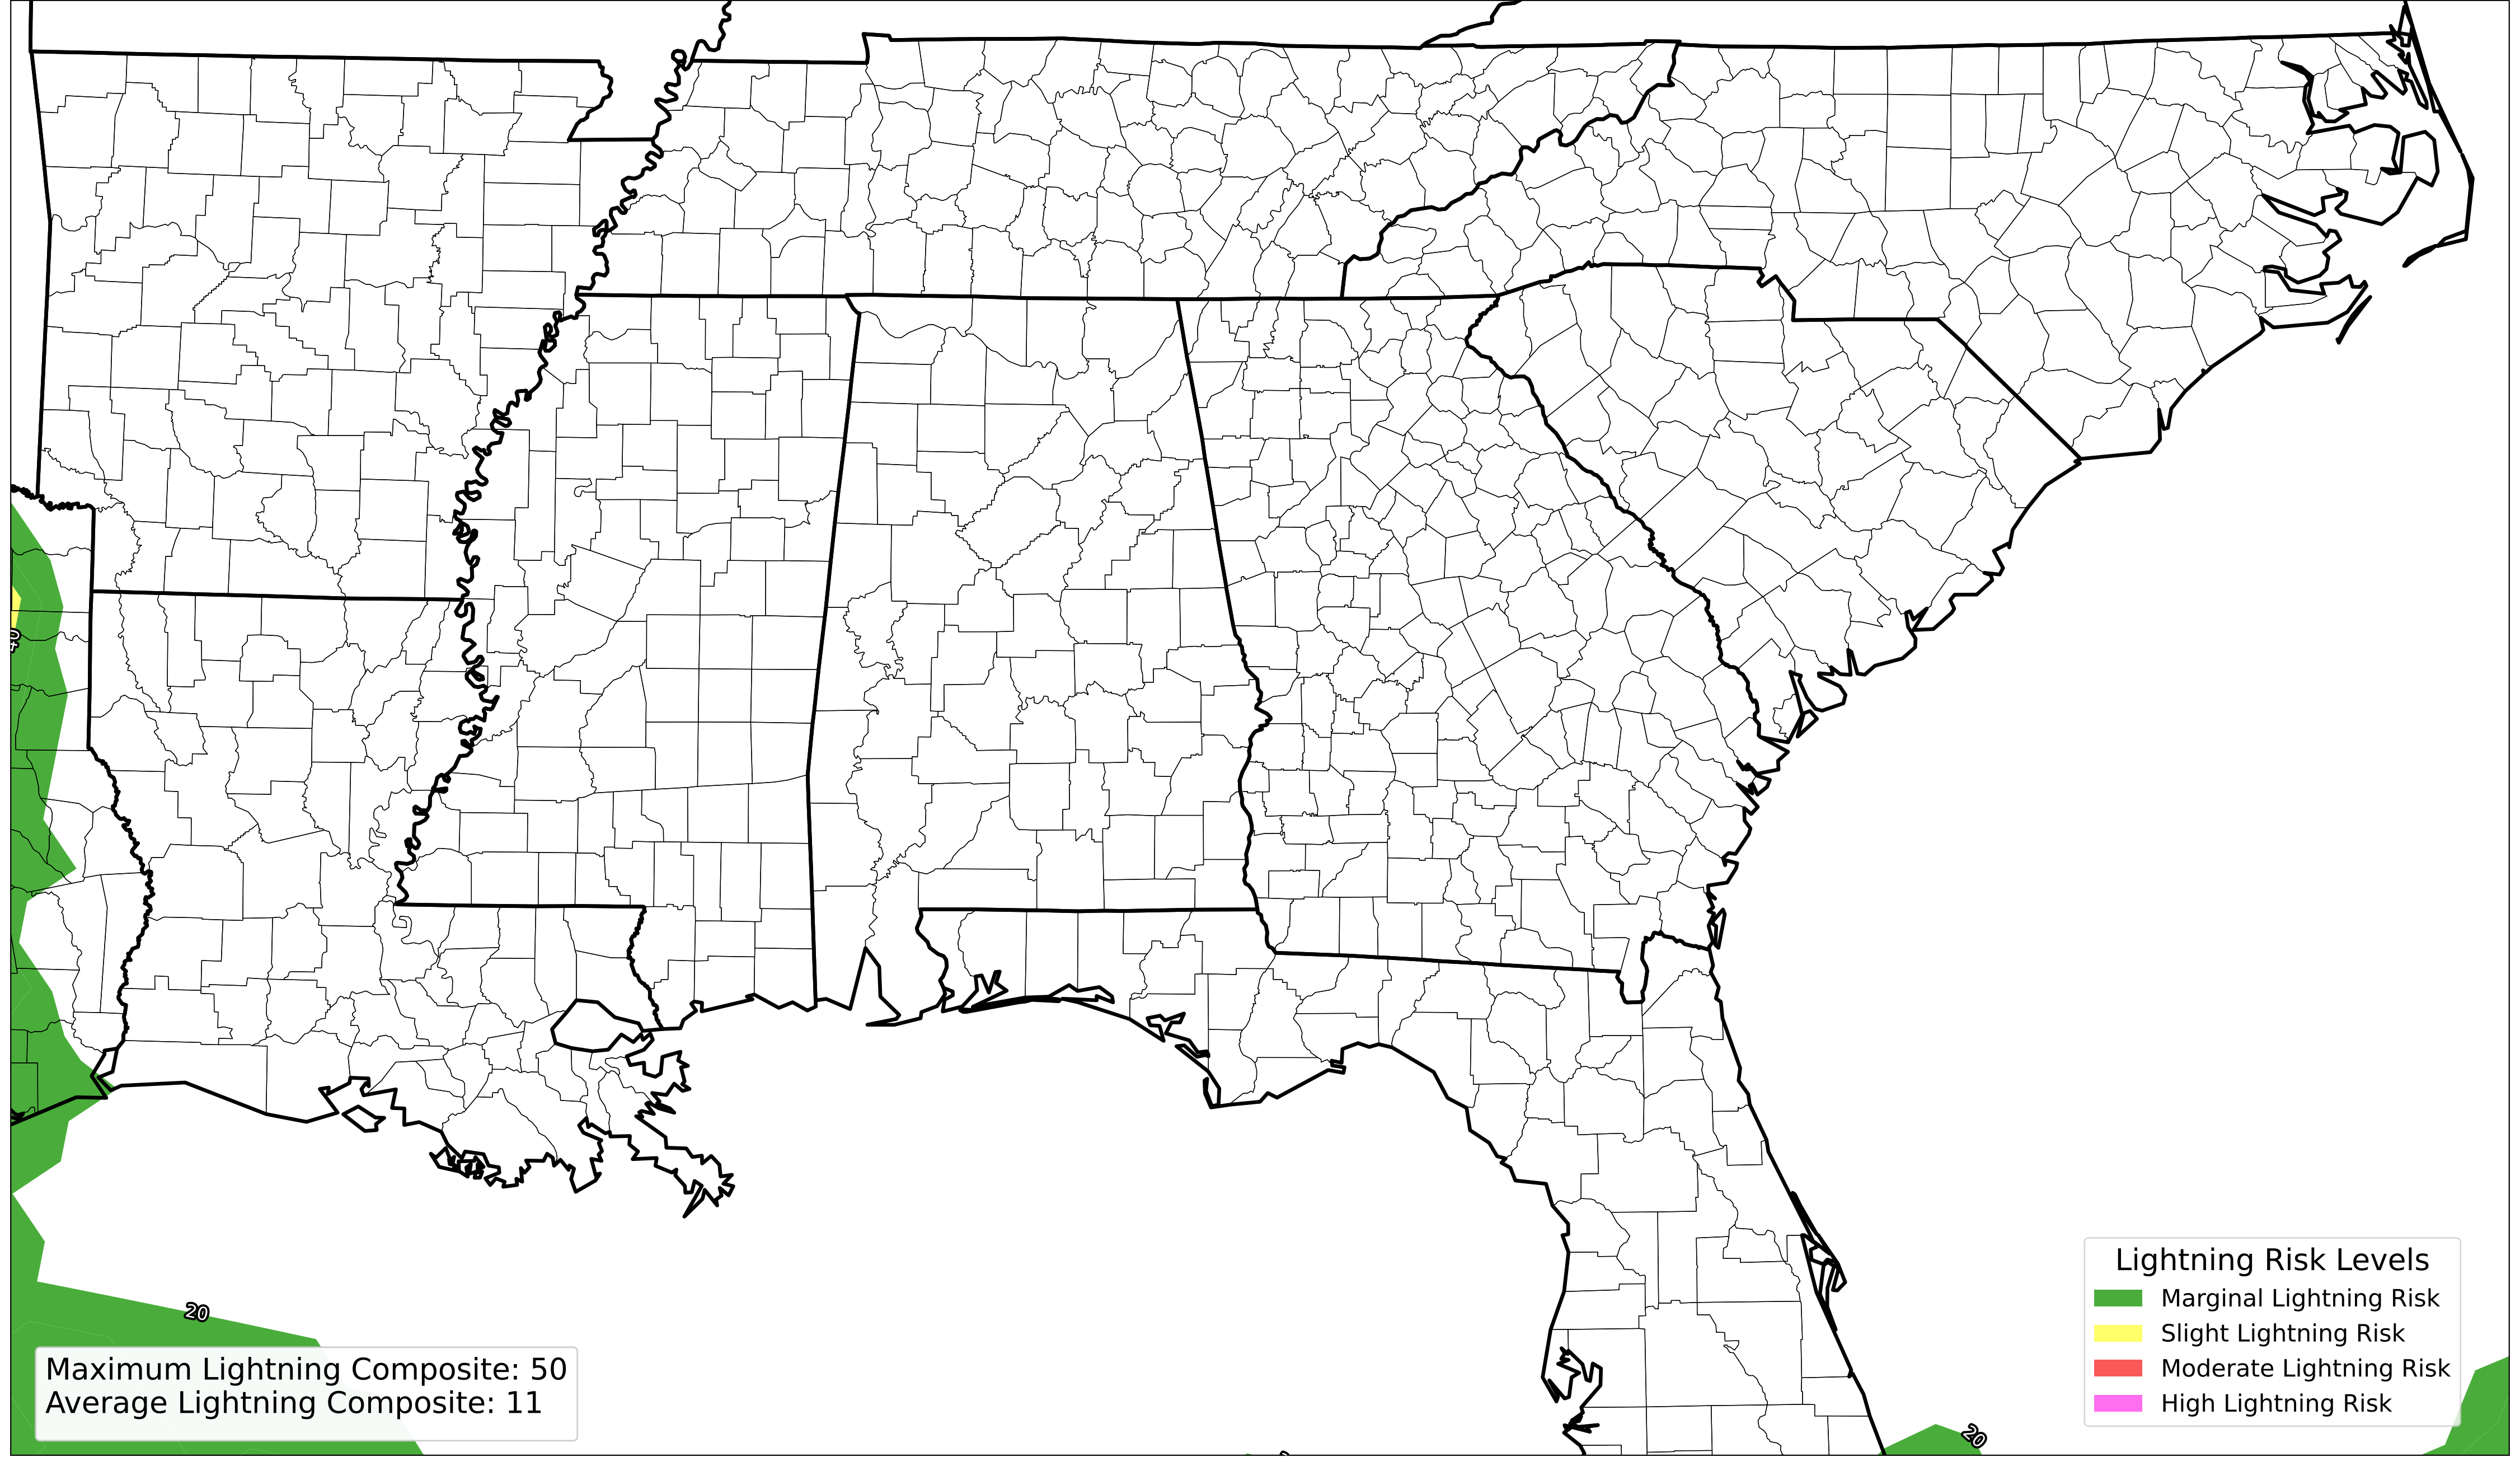 40
20
Maximum Lightning Composite: 50
Average Lightning Composite: 11
Lightning Risk Levels
Marginal Lightning Risk
Slight Lightning Risk
Moderate Lightning Risk
High Lightning Risk
20